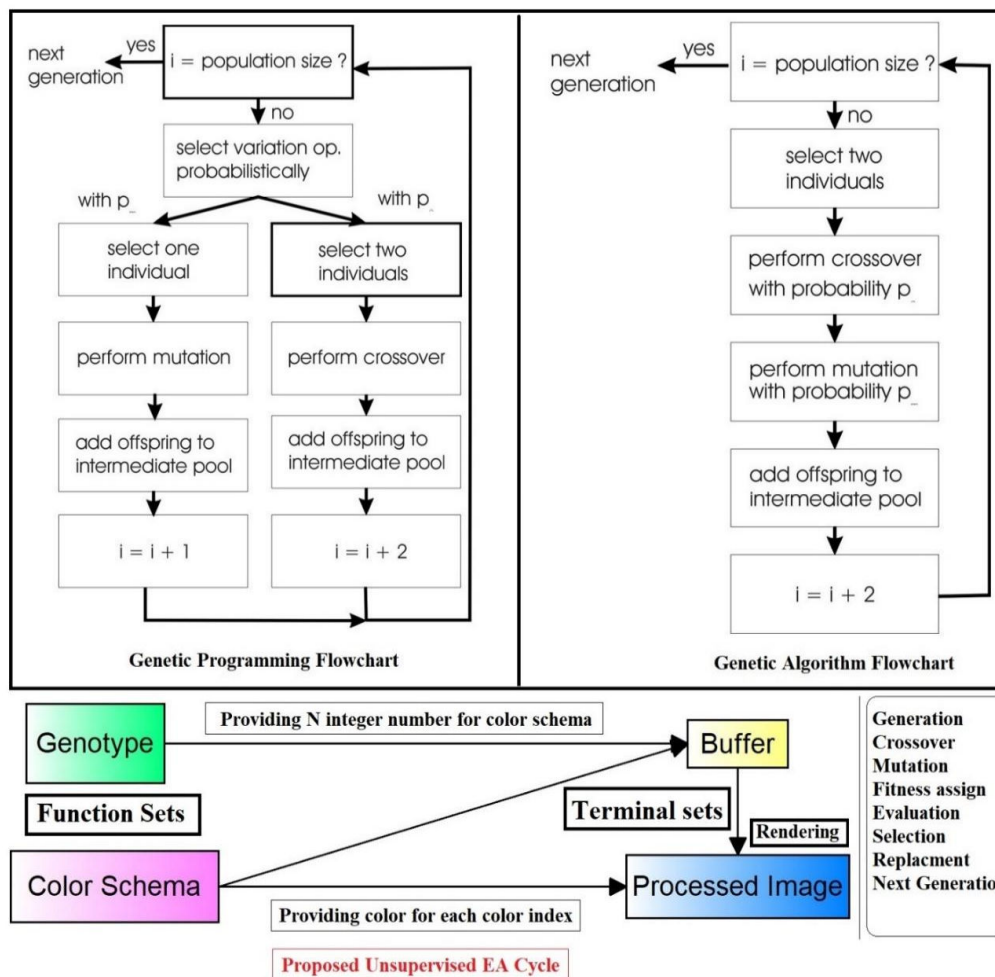 yes
next
generation
i = population size ?
no
select variation op.
probabilistically
with p_
with p_
select one
individual
perform mutation
add offspring to
intermediate pool
i = i + 1
select two
individuals
perform crossover
add offspring to
intermediate pool
i = i + 2
Genetic Programming Flowchart
yes
next
generation
i = population size ?
no
select two
individuals
perform crossover
with probability p_
perform mutation
with probability p_
add offspring to
intermediate pool
i = i + 2
Genetic Algorithm Flowchart
Genotype
Providing N integer number for color schema
Buffer
Function Sets
Terminal sets
Rendering
Color Schema
Processed Image
Providing color for each color index
Proposed Unsupervised EA Cycle
Generation
Crossover
Mutation
Fitness assign
Evaluation
Selection
Replacment
Next Generatio